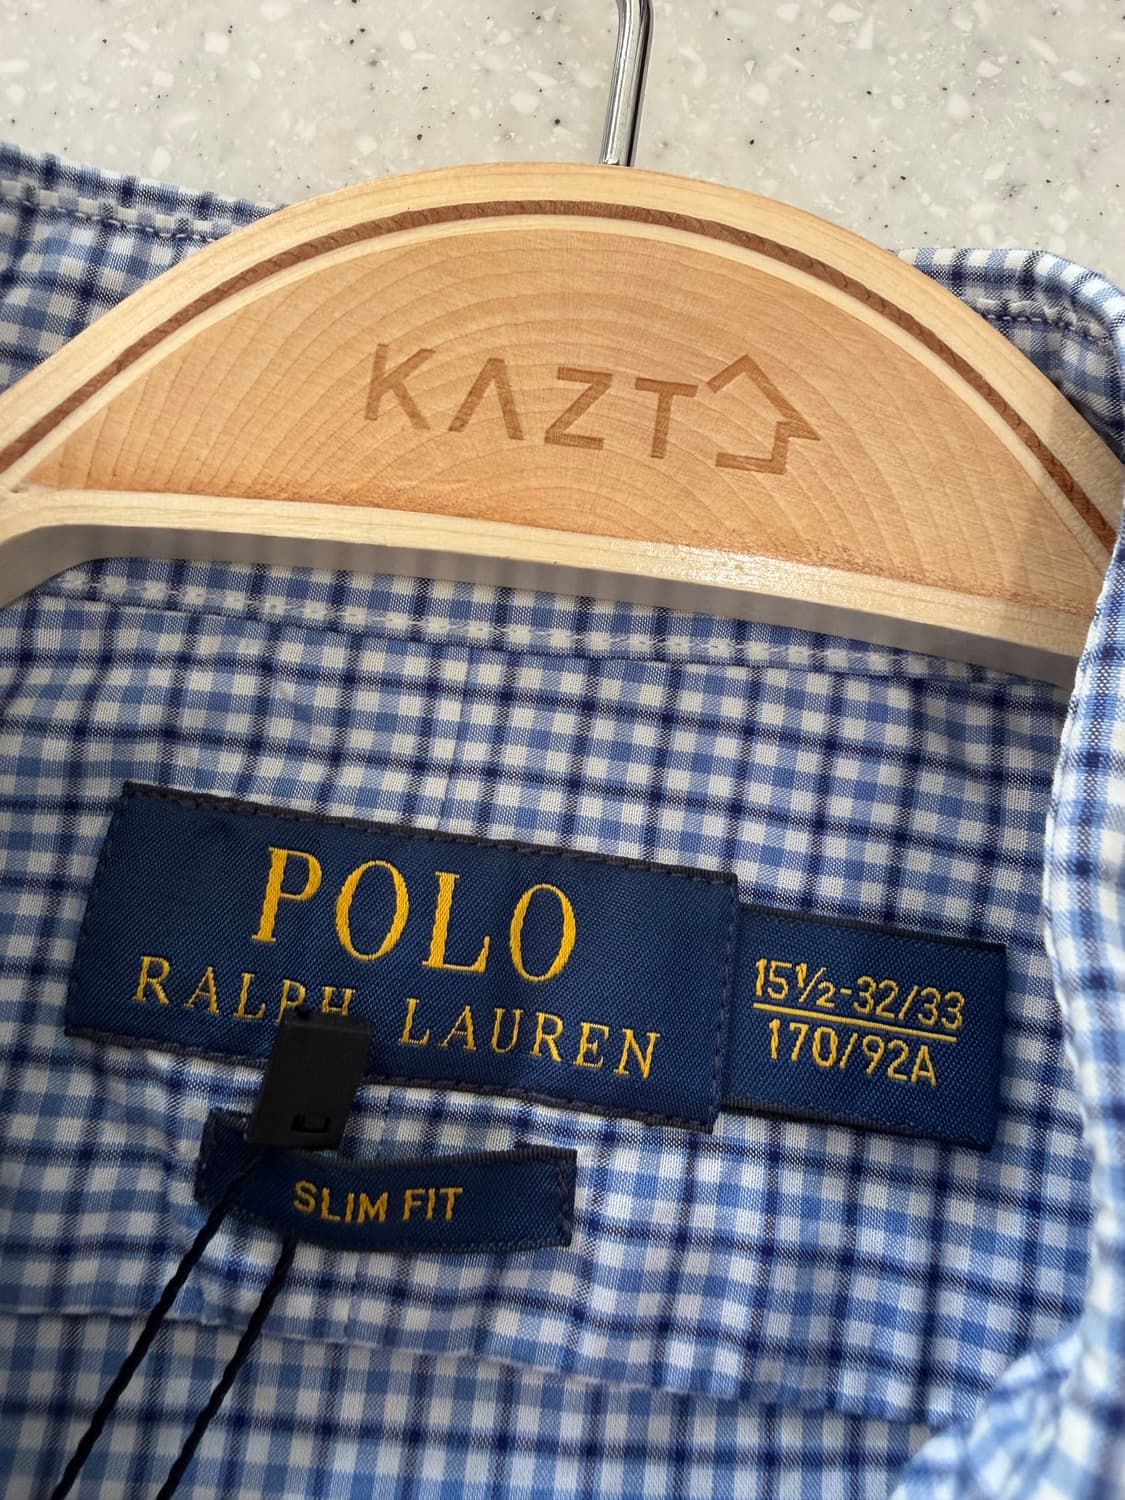 KAZT
POLO
RALPH LAUREN
15½-32/33
170/92A
SLIM FIT